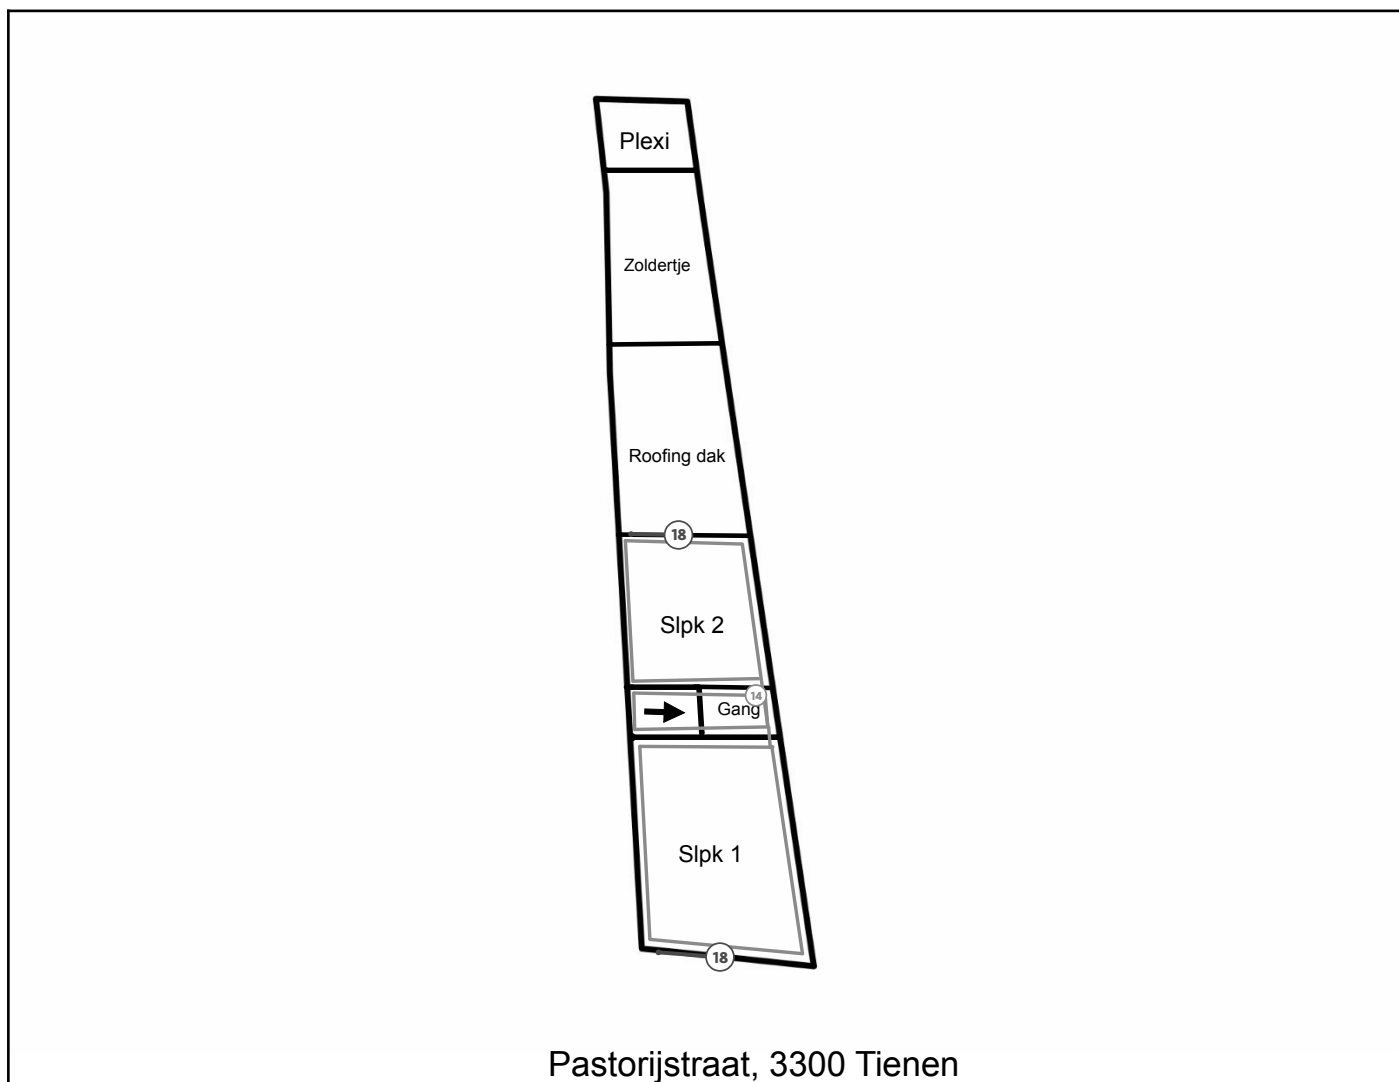 Plexi
Zoldertje
Roofing dak
18
Slpk 2
14
Gang
Slpk 1
18
Pastorijstraat, 3300 Tienen